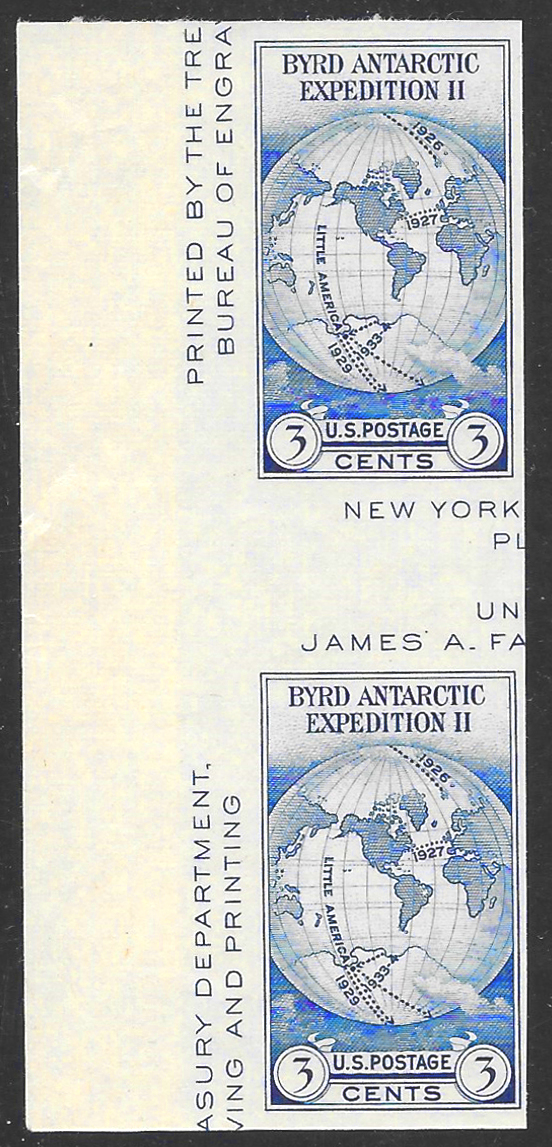 PRINTED BY THE TRE
BUREAU OF ENGRA
BYRD ANTARCTIC
EXPEDITION II
1926
1927
LITTLE AMERICA
1929
1933
3 U.S.POSTAGE 3
CENTS
NEW YORK
PL
UN
JAMES A. FA
ASURY DEPARTMENT,
VING AND PRINTING
BYRD ANTARCTIC
EXPEDITION II
1926
1927
LITTLE AMERICA
1929
1933
3 U.S.POSTAGE 3
CENTS